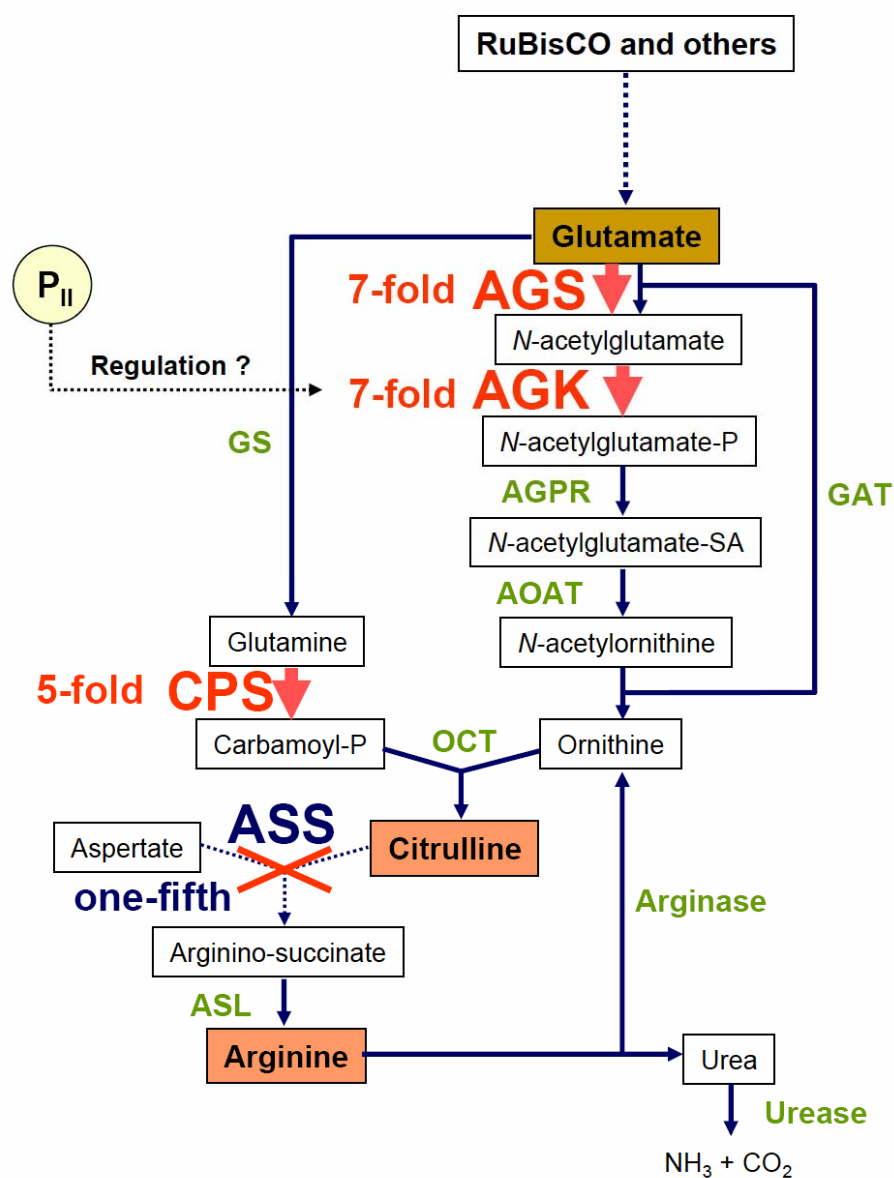 RuBisCO and others
Glutamate
P_II
7-fold AGS
N-acetylglutamate
Regulation ?
7-fold AGK
GS
N-acetylglutamate-P
AGPR
GAT
N-acetylglutamate-SA
AOAT
Glutamine
N-acetylornithine
5-fold CPS
Carbamoyl-P
OCT
Ornithine
ASS
Aspertate
Citrulline
one-fifth
Arginase
Arginino-succinate
ASL
Arginine
Urea
Urease
NH₃ + CO₂